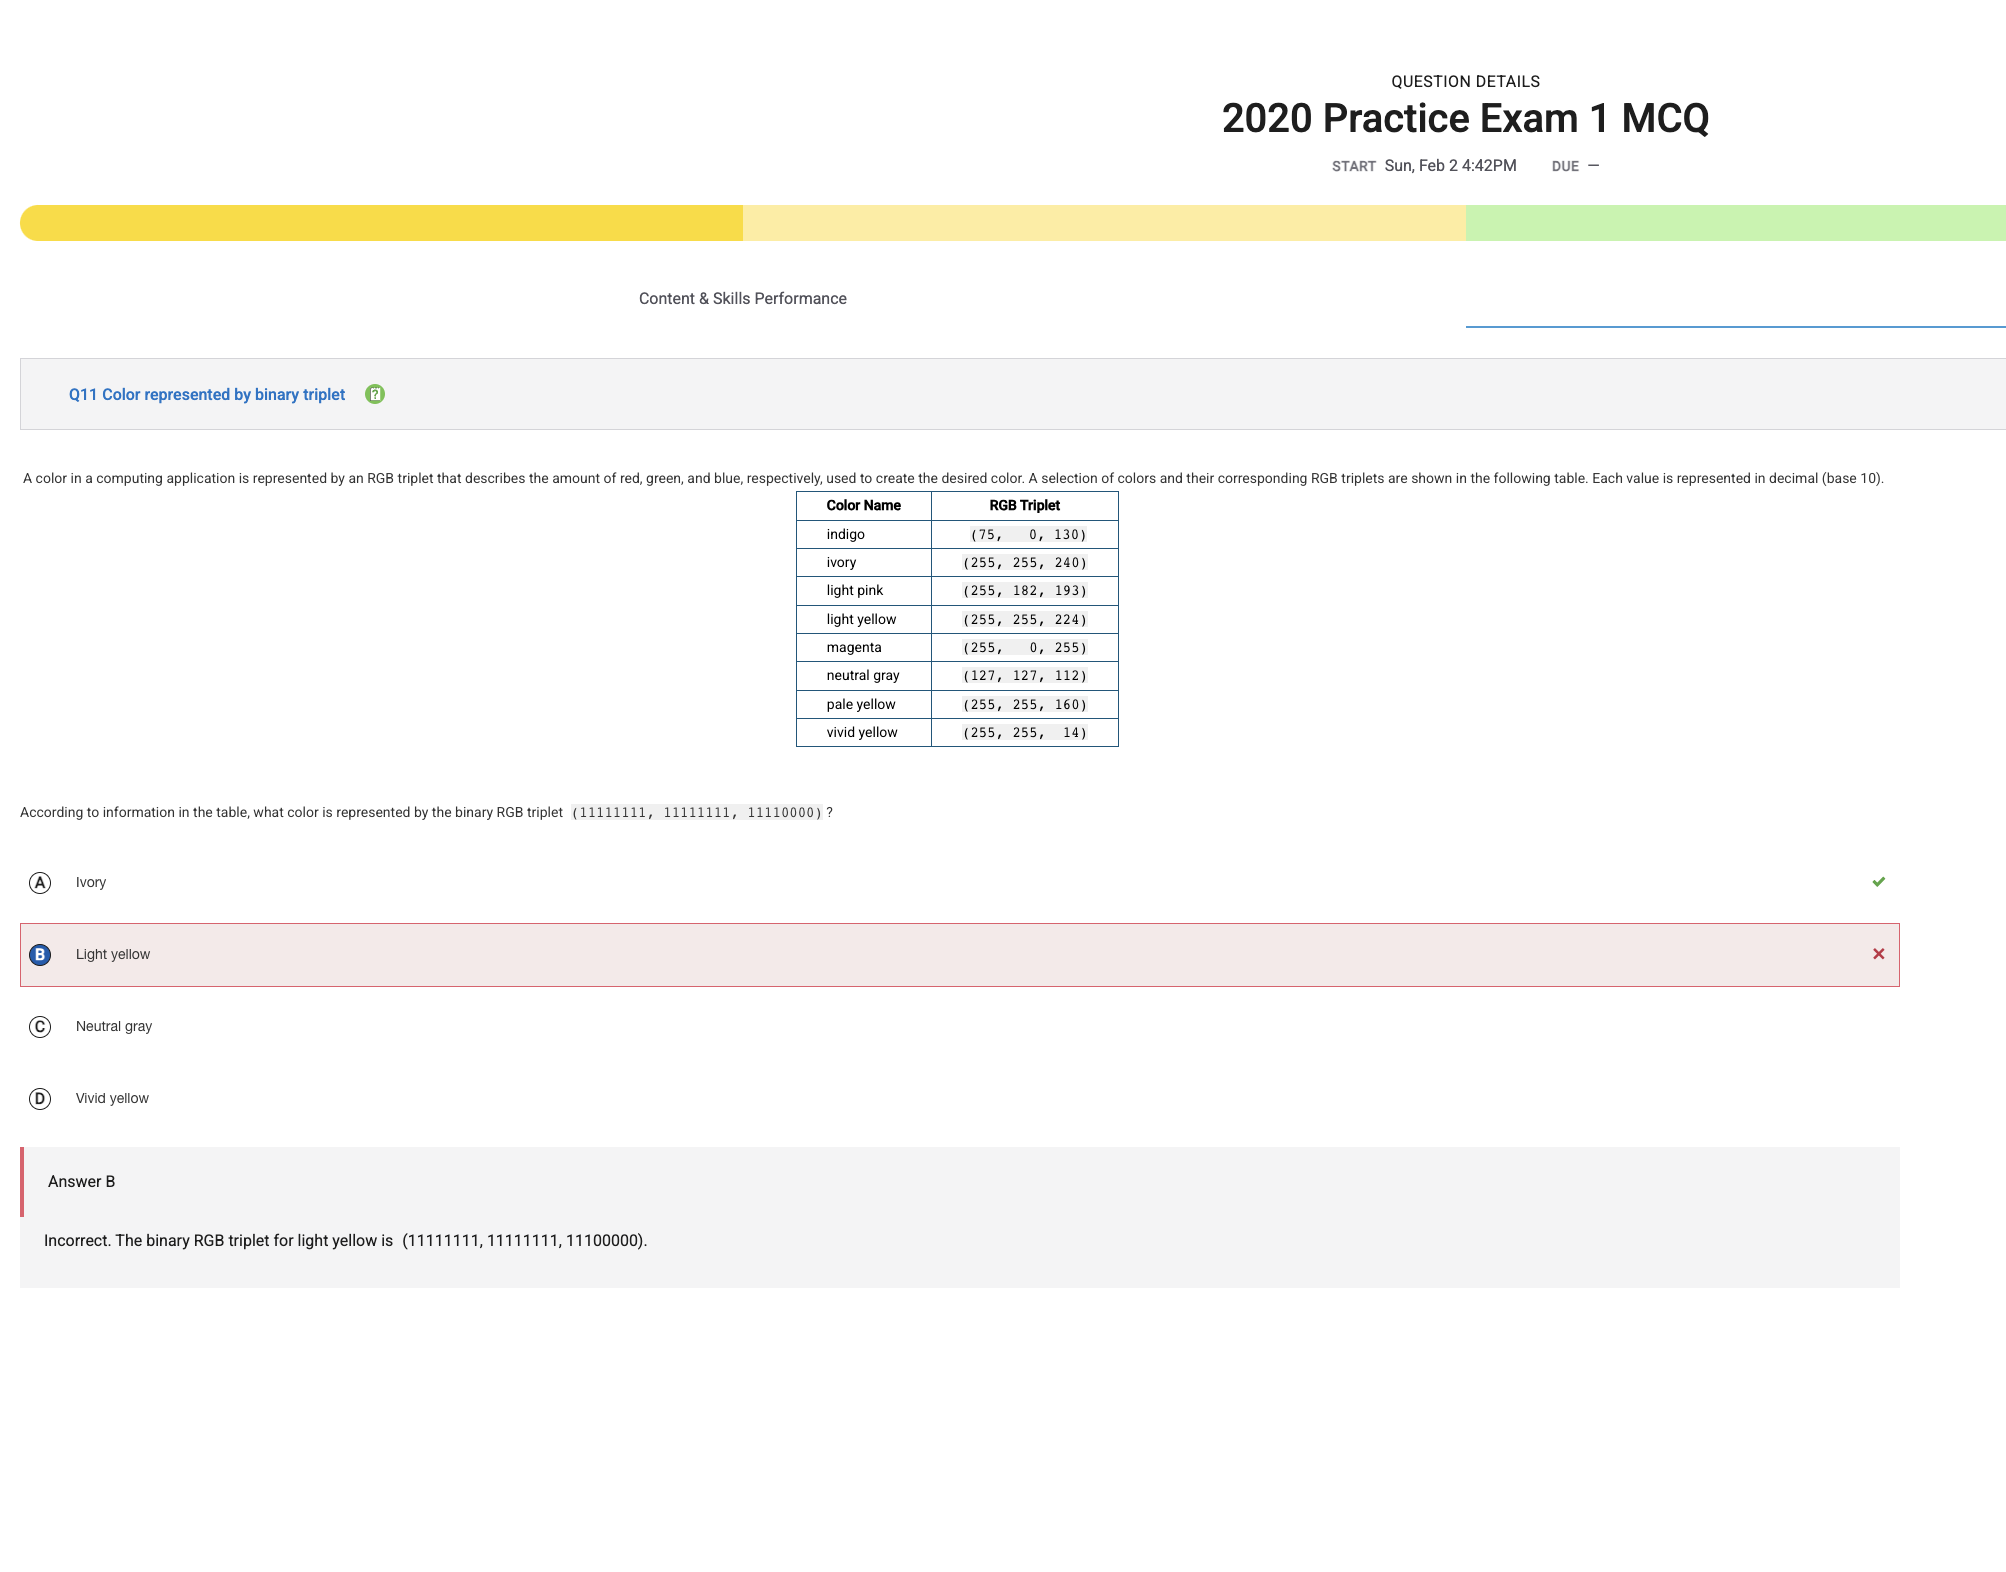 QUESTION DETAILS
2020 Practice Exam 1 MCQ
START Sun, Feb 2 4:42PM DUE —
Content & Skills Performance
Q11 Color represented by binary triplet ?
A color in a computing application is represented by an RGB triplet that describes the amount of red, green, and blue, respectively, used to create the desired color. A selection of colors and their corresponding RGB triplets are shown in the following table. Each value is represented in decimal (base 10).
Color Name RGB Triplet
indigo (75, 0, 130)
ivory (255, 255, 240)
light pink (255, 182, 193)
light yellow (255, 255, 224)
magenta (255, 0, 255)
neutral gray (127, 127, 112)
pale yellow (255, 255, 160)
vivid yellow (255, 255, 14)
According to information in the table, what color is represented by the binary RGB triplet (11111111, 11111111, 11110000) ?
A Ivory
B Light yellow
C Neutral gray
D Vivid yellow
Answer B
Incorrect. The binary RGB triplet for light yellow is (11111111, 11111111, 11100000).